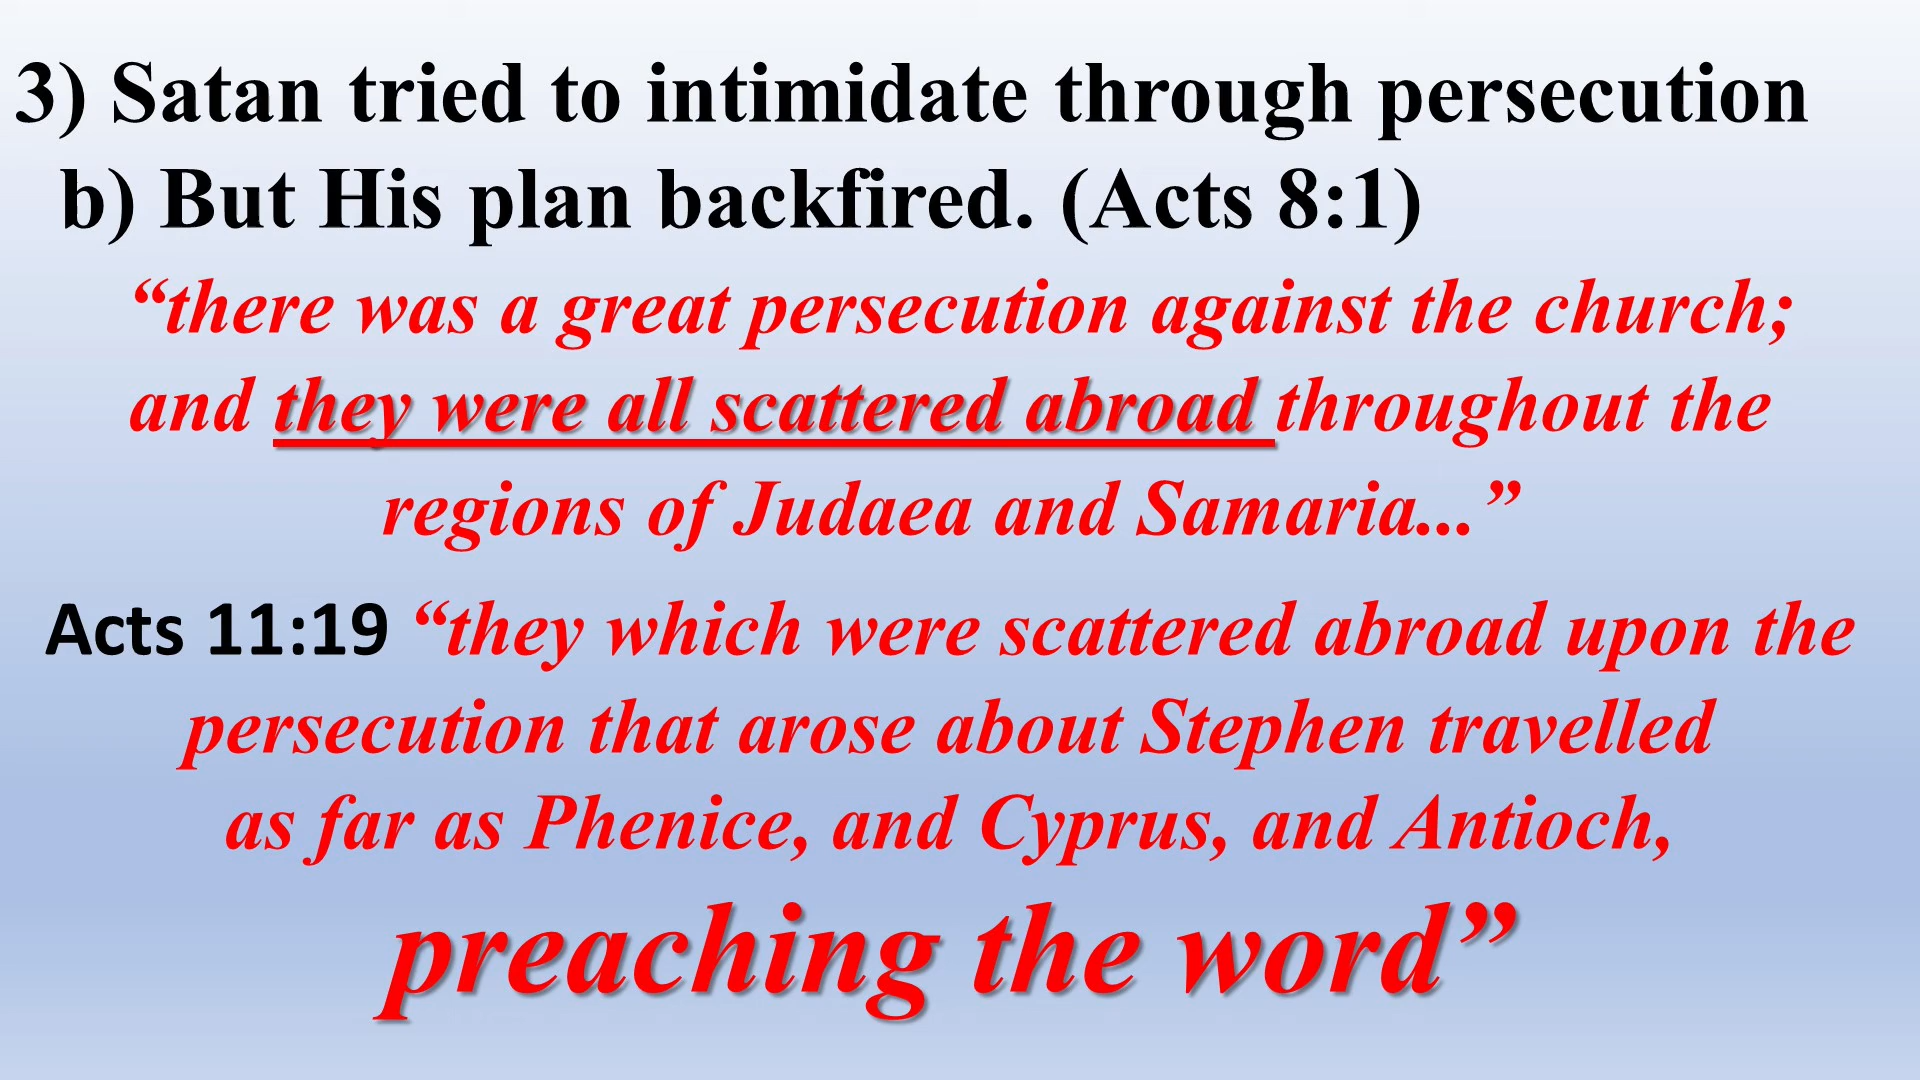 3) Satan tried to intimidate through persecution
b) But His plan backfired. (Acts 8:1)
“there was a great persecution against the church;
and they were all scattered abroad throughout the
regions of Judaea and Samaria...”
Acts 11:19 “they which were scattered abroad upon the
persecution that arose about Stephen travelled
as far as Phenice, and Cyprus, and Antioch,
preaching the word”